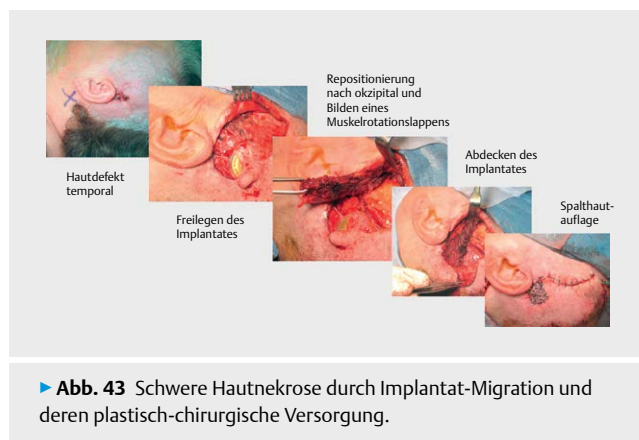 Hautdefekt
temporal
Freilegen des
Implantates
Repositionierung
nach okzipital und
Bilden eines
Muskelrotationslappens
Abdecken des
Implantates
Spalthaut-
auflage
► Abb. 43 Schwere Hautnekrose durch Implantat-Migration und
deren plastisch-chirurgische Versorgung.